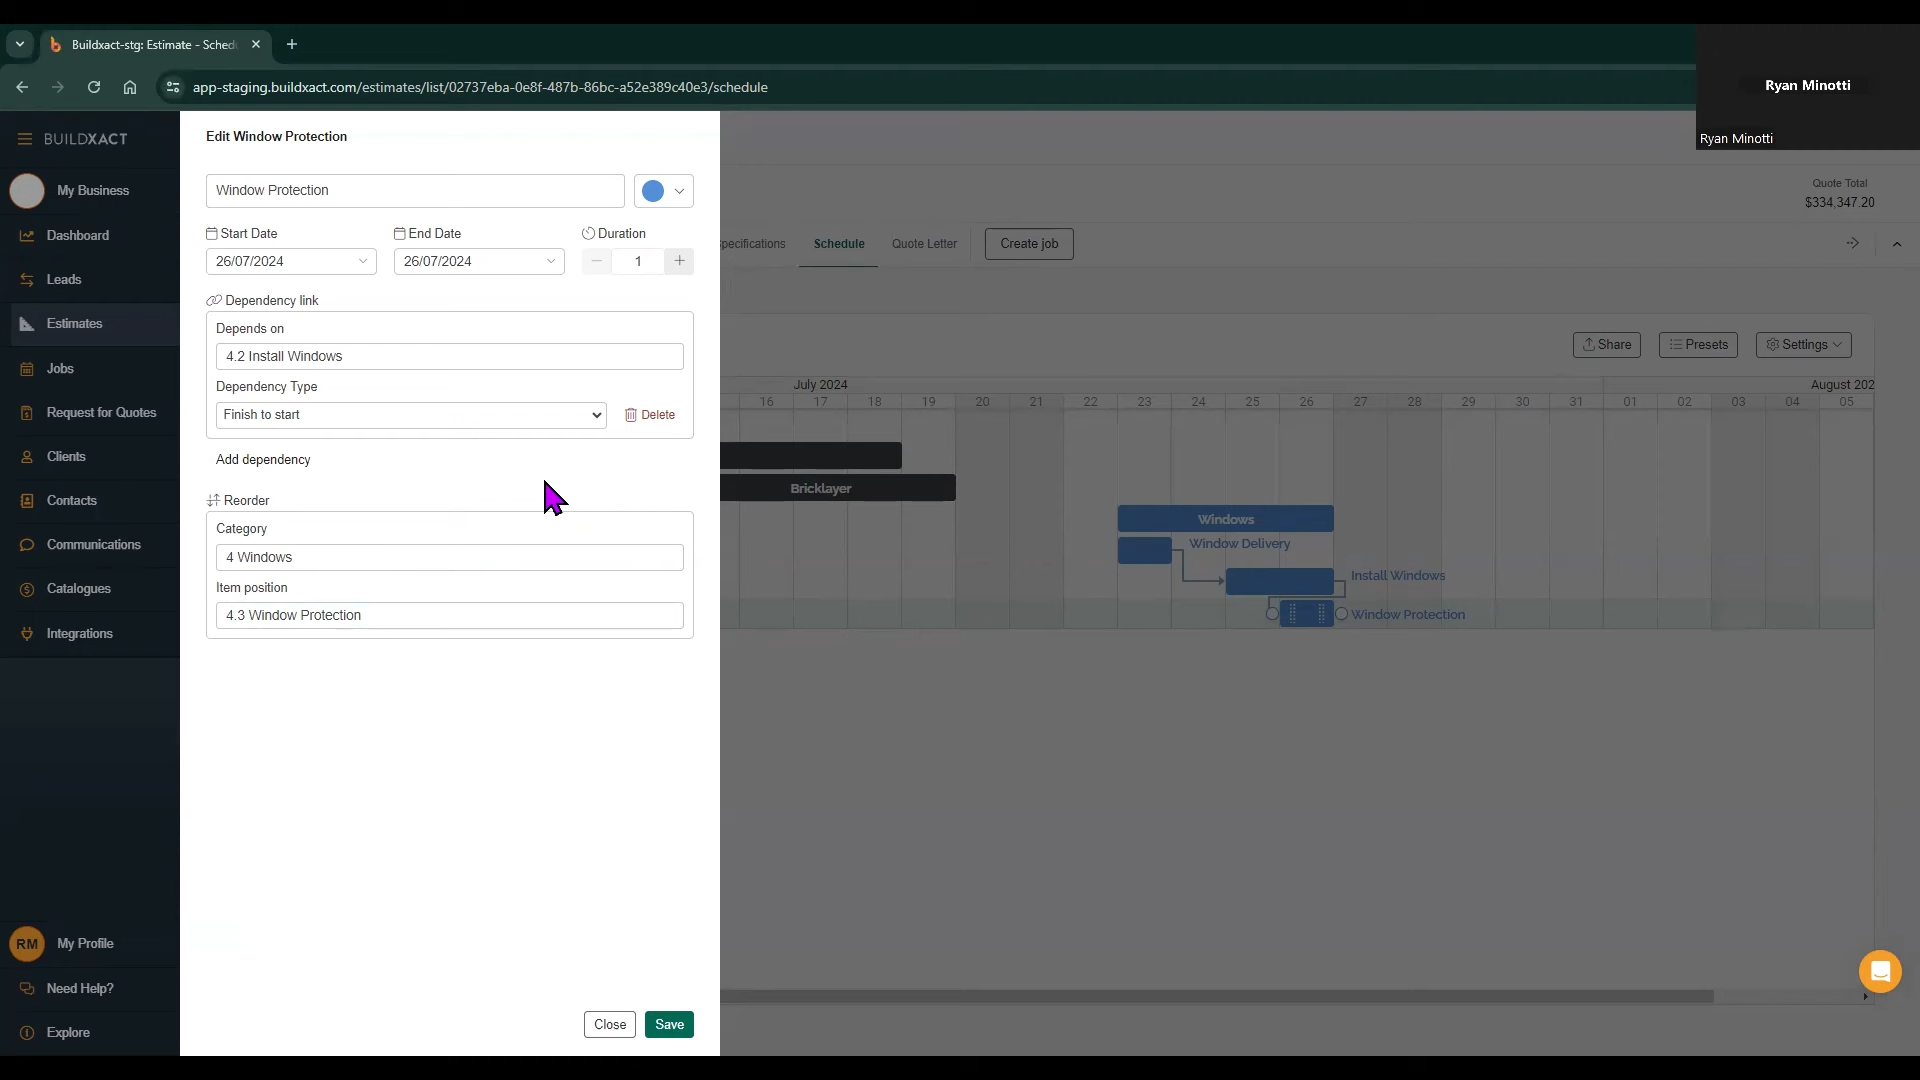 Buildxact-stg: Estimate - Sched
app-staging.buildxact.com/estimates/list/02737eba-0e8f-487b-86bc-a52e389c40e3/schedule
Ryan Minotti
Ryan Minotti
BUILDXACT
My Business
Dashboard
Leads
Estimates
Jobs
Request for Quotes
Clients
Contacts
Communications
Catalogues
Integrations
RM My Profile
Need Help?
Explore
Edit Window Protection
Window Protection
Start Date End Date Duration
26/07/2024 26/07/2024 1
Dependency link
Depends on
4.2 Install Windows
Dependency Type
Finish to start Delete
Add dependency
Reorder
Category
4 Windows
Item position
4.3 Window Protection
Close Save
Quote Total
$334,347.20
pecifications Schedule Quote Letter Create job
Share Presets Settings
July 2024 August 202
16 17 18 19 20 21 22 23 24 25 26 27 28 29 30 31 01 02 03 04 05
Bricklayer
Windows
Window Delivery
Install Windows
Window Protection